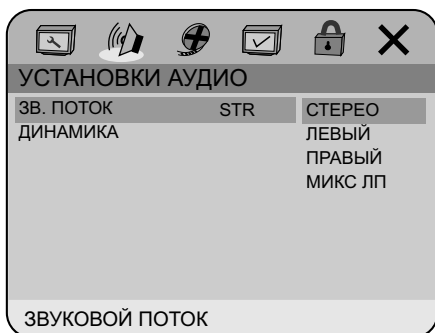 УСТАНОВКИ АУДИО
ЗВ. ПОТОК STR СТЕРЕО
ДИНАМИКА ЛЕВЫЙ
ПРАВЫЙ
МИКС ЛП
ЗВУКОВОЙ ПОТОК